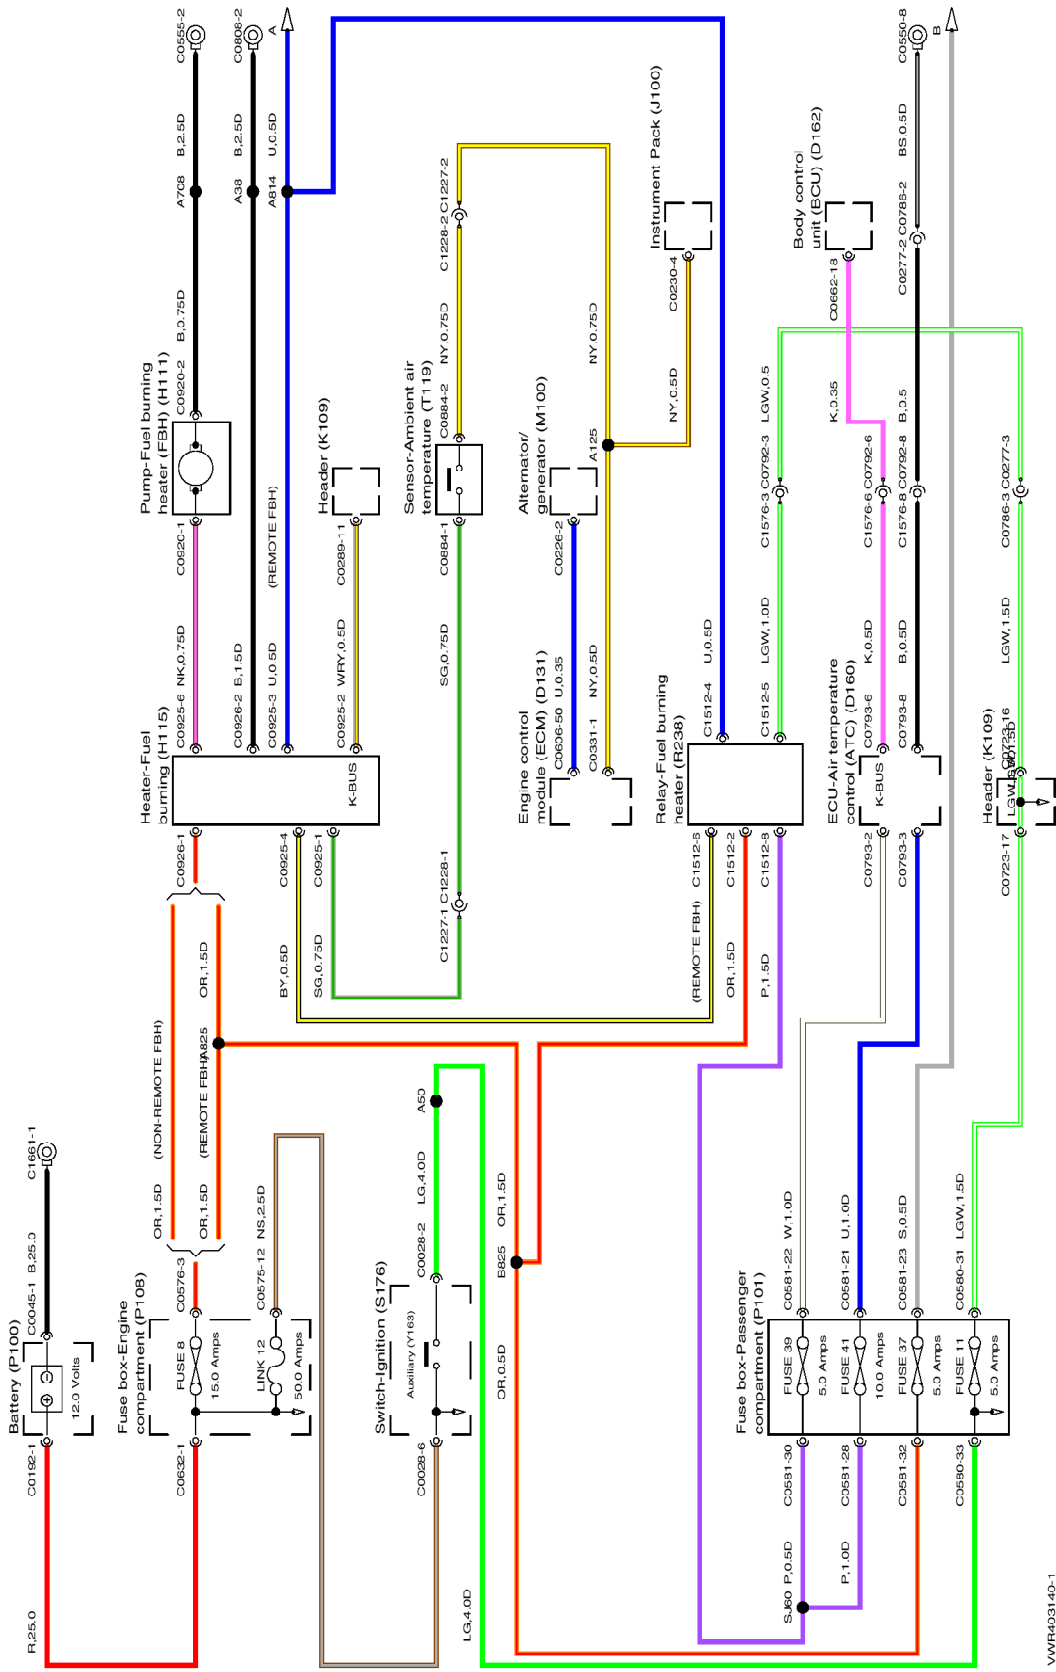 Battery (P100)
12.0 Volts
C0192-1
R,25.0
C0045-1 B,25.0
C1661-1
Fuse box-Engine
compartment (P108)
FUSE 8
15.0 Amps
LINK 12
50.0 Amps
C0632-1
C0576-3
C0575-12 NS,2.5D
OR,1.5D
OR,1.5D
(NON-REMOTE FBH)
(REMOTE FBH)
A825
OR,1.5D
Switch-Ignition (S176)
Auxiliary (Y163)
C0028-6
C0028-2
LG,4.0D
A50
LG,4.0D
B825
OR,1.5D
OR,0.5D
Fuse box-Passenger
compartment (P101)
FUSE 39
5.0 Amps
FUSE 41
10.0 Amps
FUSE 37
5.0 Amps
FUSE 11
5.0 Amps
C0581-30
C0581-28
C0581-32
C0580-33
SJ60 P,0.5D
P,1.0D
C0581-22 W,1.0D
C0581-21 U,1.0D
C0581-23 S,0.5D
C0580-31 LGW,1.5D
Heater-Fuel
burning (H115)
K-BUS
C0926-1
C0925-4
C0925-1
BY,0.5D
SG,0.75D
C0925-6 NK,0.75D
C0926-2 B,1.5D
C0925-3 U,0.5D
C0925-2 WRY,0.5D
(REMOTE FBH)
C1227-1 C1228-1
Pump-Fuel burning
heater (FBH) (H111)
C0920-1
C0920-2
B,0.75D
A708
B,2.5D
C0555-2
A38
B,2.5D
C0808-2
A814
U,0.5D
A
Header (K109)
C0289-11
Sensor-Ambient air
temperature (T119)
C0884-1
SG,0.75D
C0884-2
NY,0.75D
C1228-2 C1227-2
Alternator/
generator (M100)
C0226-2
A125
NY,0.75D
Engine control
module (ECM) (D131)
C0606-50 U,0.35
C0331-1 NY,0.5D
Instrument Pack (J100)
C0230-4
NY,0.5D
Relay-Fuel burning
heater (R238)
(REMOTE FBH)
C1512-2
OR,1.5D
P,1.5D
C1512-4
U,0.5D
C1512-5
LGW,1.0D
C1576-3 C0792-3 LGW,0.5
Body control
unit (BCU) (D162)
C0662-18
K,0.35
ECU-Air temperature
control (ATC) (D160)
K-BUS
C0793-2
C0793-3
C0793-6
K,0.5D
C0793-8
B,0.5D
C1576-6 C0792-6
C1576-8 C0792-8
B,0.5
C0277-2 C0786-2
BS,0.5D
C0550-8
B
Header (K109)
C0723-17
LGW,1.5D
C0786-3 C0277-3
VWR403140-1